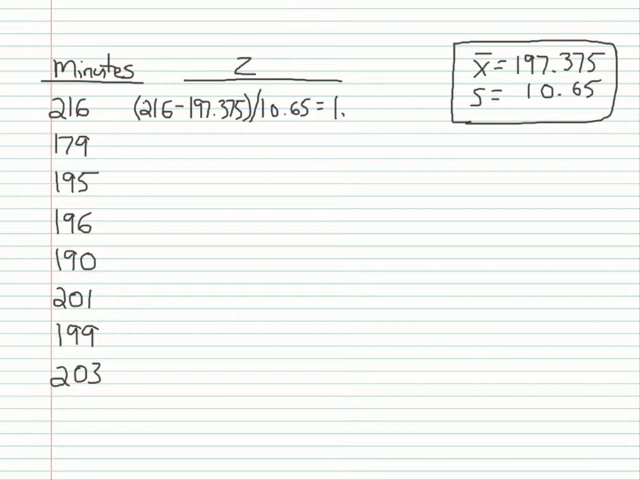 Minutes Z
216 (216-197.375)/10.65 = 1.
179
195
196
190
201
199
203
x̄ = 197.375
S = 10.65